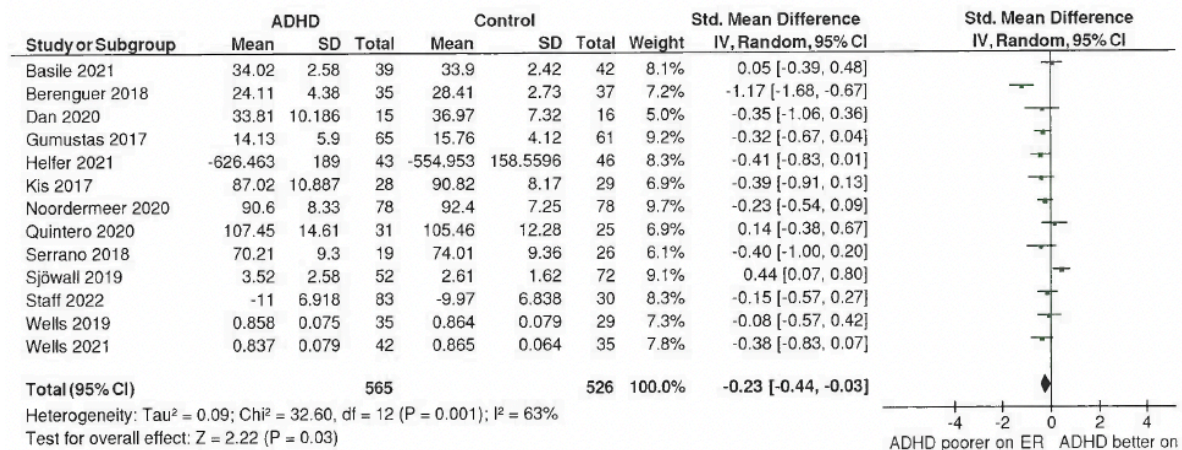 ADHD Control Std. Mean Difference Std. Mean Difference
Study or Subgroup Mean SD Total Mean SD Total Weight IV, Random, 95% CI IV, Random, 95% CI
Basile 2021 34.02 2.58 39 33.9 2.42 42 8.1% 0.05 [-0.39, 0.48]
Berenguer 2018 24.11 4.38 35 28.41 2.73 37 7.2% -1.17 [-1.68, -0.67]
Dan 2020 33.81 10.186 15 36.97 7.32 16 5.0% -0.35 [-1.06, 0.36]
Gumustas 2017 14.13 5.9 65 15.76 4.12 61 9.2% -0.32 [-0.67, 0.04]
Helfer 2021 -626.463 189 43 -554.953 158.5596 46 8.3% -0.41 [-0.83, 0.01]
Kis 2017 87.02 10.887 28 90.82 8.17 29 6.9% -0.39 [-0.91, 0.13]
Noordermeer 2020 90.6 8.33 78 92.4 7.25 78 9.7% -0.23 [-0.54, 0.09]
Quintero 2020 107.45 14.61 31 105.46 12.28 25 6.9% 0.14 [-0.38, 0.67]
Serrano 2018 70.21 9.3 19 74.01 9.36 26 6.1% -0.40 [-1.00, 0.20]
Sjöwall 2019 3.52 2.58 52 2.61 1.62 72 9.1% 0.44 [0.07, 0.80]
Staff 2022 -11 6.918 83 -9.97 6.838 30 8.3% -0.15 [-0.57, 0.27]
Wells 2019 0.858 0.075 35 0.864 0.079 29 7.3% -0.08 [-0.57, 0.42]
Wells 2021 0.837 0.079 42 0.865 0.064 35 7.8% -0.38 [-0.83, 0.07]
Total (95% CI) 565 526 100.0% -0.23 [-0.44, -0.03]
Heterogeneity: Tau² = 0.09; Chi² = 32.60, df = 12 (P = 0.001); I² = 63%
Test for overall effect: Z = 2.22 (P = 0.03)
-4 -2 0 2 4
ADHD poorer on ER ADHD better on